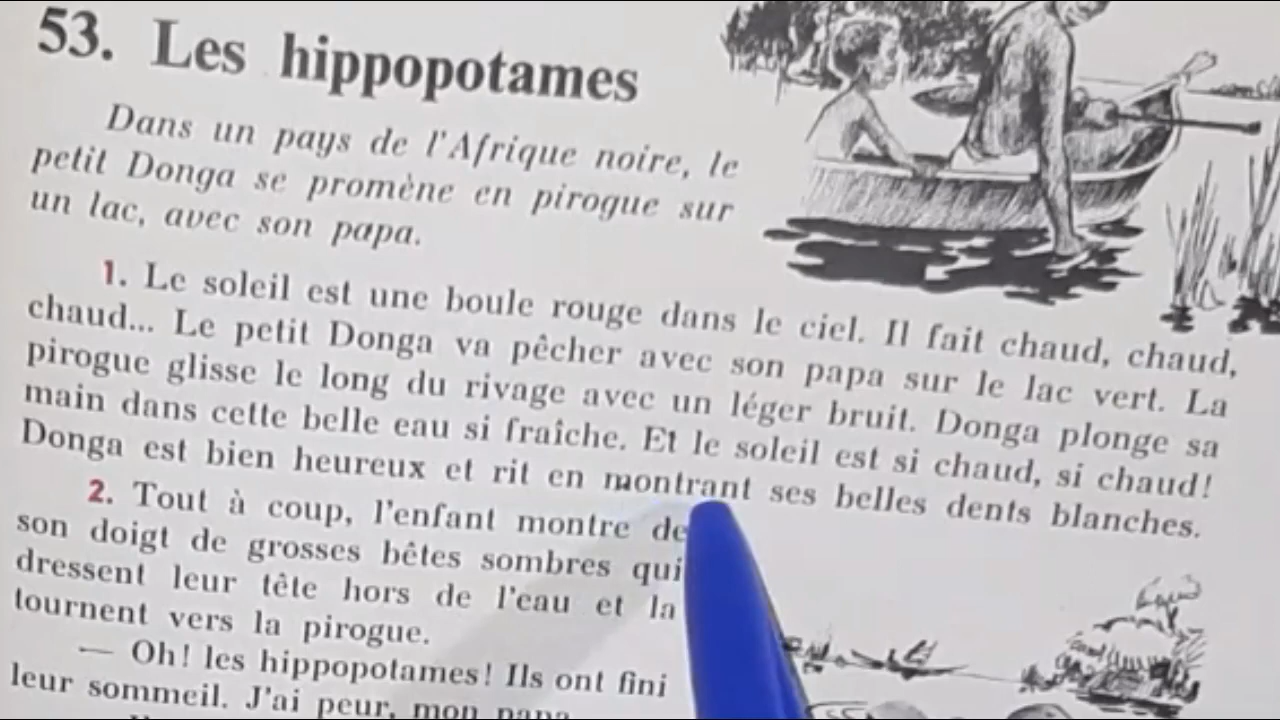 53. Les hippopotames
Dans un pays de l'Afrique noire, le
petit Donga se promène en pirogue sur
un lac, avec son papa.
1. Le soleil est une boule rouge dans le ciel. Il fait chaud, chaud,
chaud... Le petit Donga va pêcher avec son papa sur le lac vert. La
pirogue glisse le long du rivage avec un léger bruit. Donga plonge sa
main dans cette belle eau si fraîche. Et le soleil est si chaud, si chaud!
Donga est bien heureux et rit en montrant ses belles dents blanches.
2. Tout à coup, l'enfant montre de
son doigt de grosses bêtes sombres qui
dressent leur tête hors de l'eau et la
tournent vers la pirogue.
— Oh! les hippopotames! Ils ont fini
leur sommeil. J'ai peur, mon papa